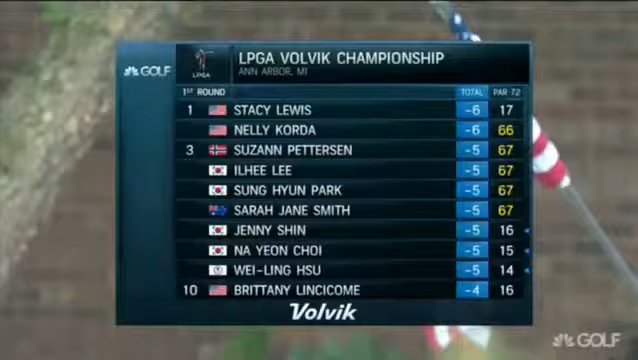 LPGA VOLVIK CHAMPIONSHIP
ANN ARBOR, MI
GOLF
LPGA
1ST ROUND TOTAL PAR 72
1 STACY LEWIS -6 17
NELLY KORDA -6 66
3 SUZANN PETTERSEN -5 67
ILHEE LEE -5 67
SUNG HYUN PARK -5 67
SARAH JANE SMITH -5 67
JENNY SHIN -5 16
NA YEON CHOI -5 15
WEI-LING HSU -5 14
10 BRITTANY LINCICOME -4 16
Volvik
GOLF